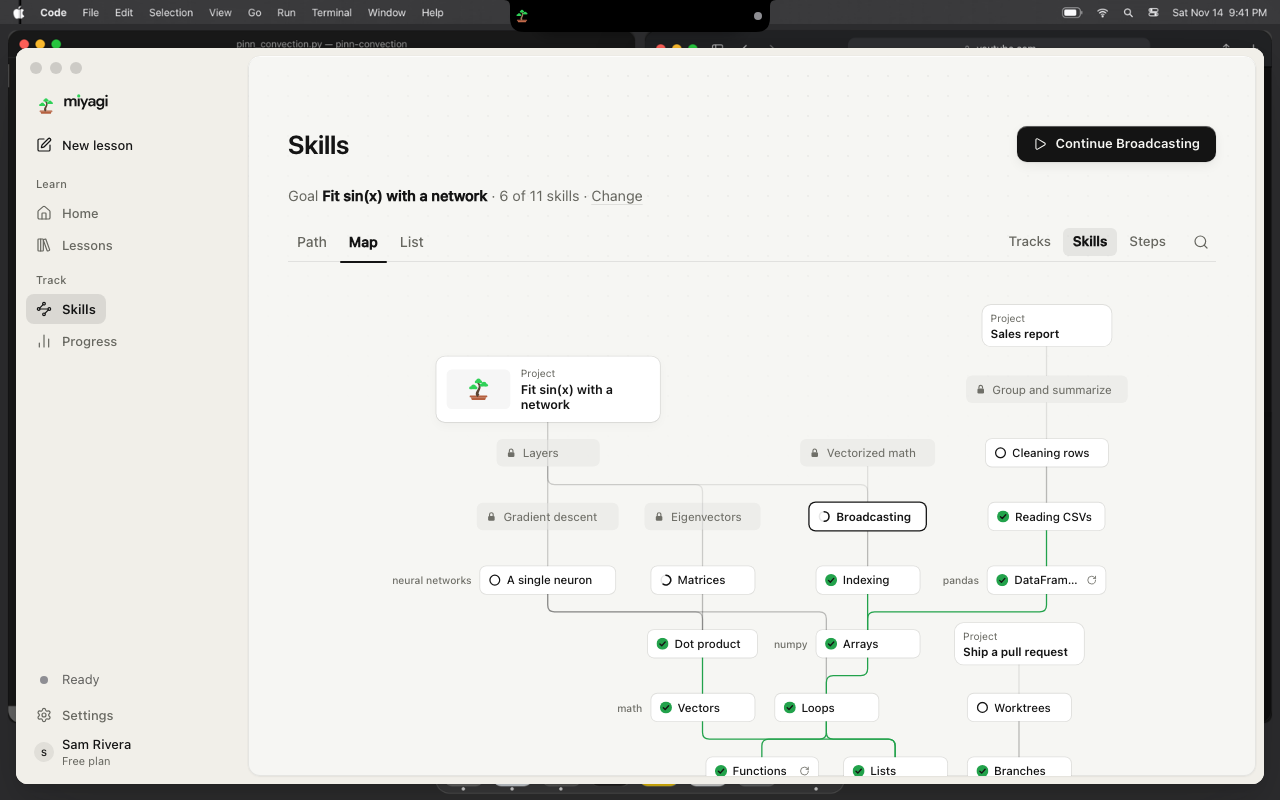 Code File Edit Selection View Go Run Terminal Window Help
Sat Nov 14 9:41 PM
pinn_convection.py — pinn-convection
miyagi
New lesson
Learn
Home
Lessons
Track
Skills
Progress
Ready
Settings
S
Sam Rivera
Free plan
Skills
Continue Broadcasting
Goal Fit sin(x) with a network · 6 of 11 skills · Change
Path Map List
Tracks Skills Steps
Project
Sales report
Project
Fit sin(x) with a
network
Group and summarize
Layers
Vectorized math
Cleaning rows
Gradient descent
Eigenvectors
Broadcasting
Reading CSVs
neural networks
A single neuron
Matrices
Indexing
pandas
DataFram...
Dot product
numpy
Arrays
Project
Ship a pull request
math
Vectors
Loops
Worktrees
Functions
Lists
Branches